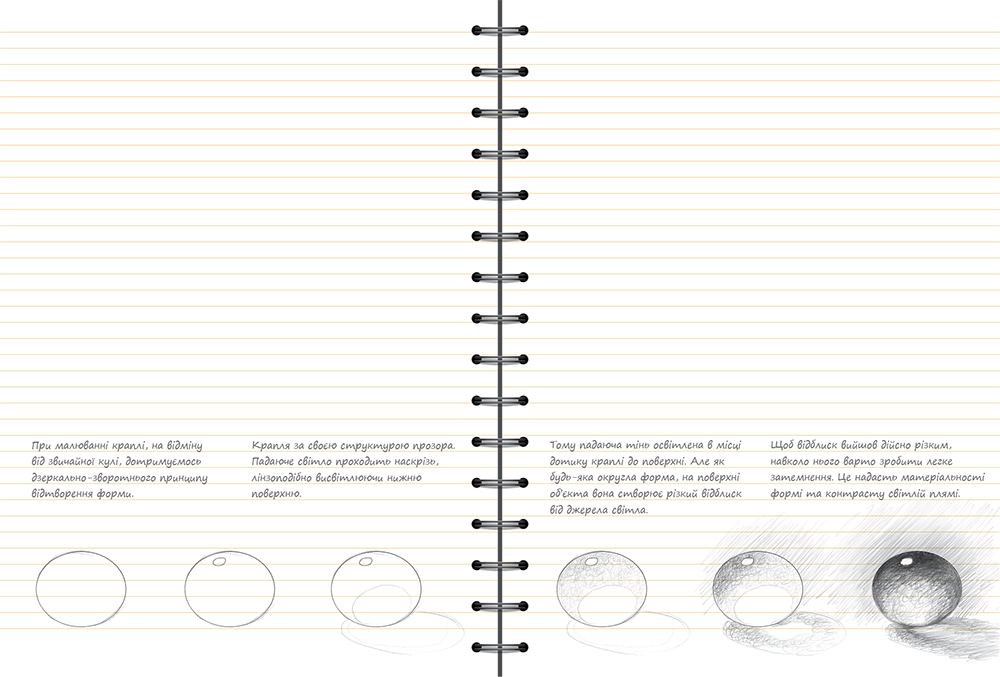 При малюванні краплі, на відміну
від звичайної кулі, дотримуємось
дзеркально-зворотнього принципу
відтворення форми.
Крапля за своєю структурою прозора.
Падаюче світло проходить наскрізь,
лінзоподібно висвітлюючи нижню
поверхню.
Тому падаюча тінь освітлена в місці
дотику краплі до поверхні. Але як
будь-яка округла форма, на поверхні
об'єкта вона створює різкий відблиск
від джерела світла.
Щоб відблиск вийшов дійсно різким,
навколо нього варто зробити легке
затемнення. Це надасть матеріальності
формі та контрасту світлій плямі.